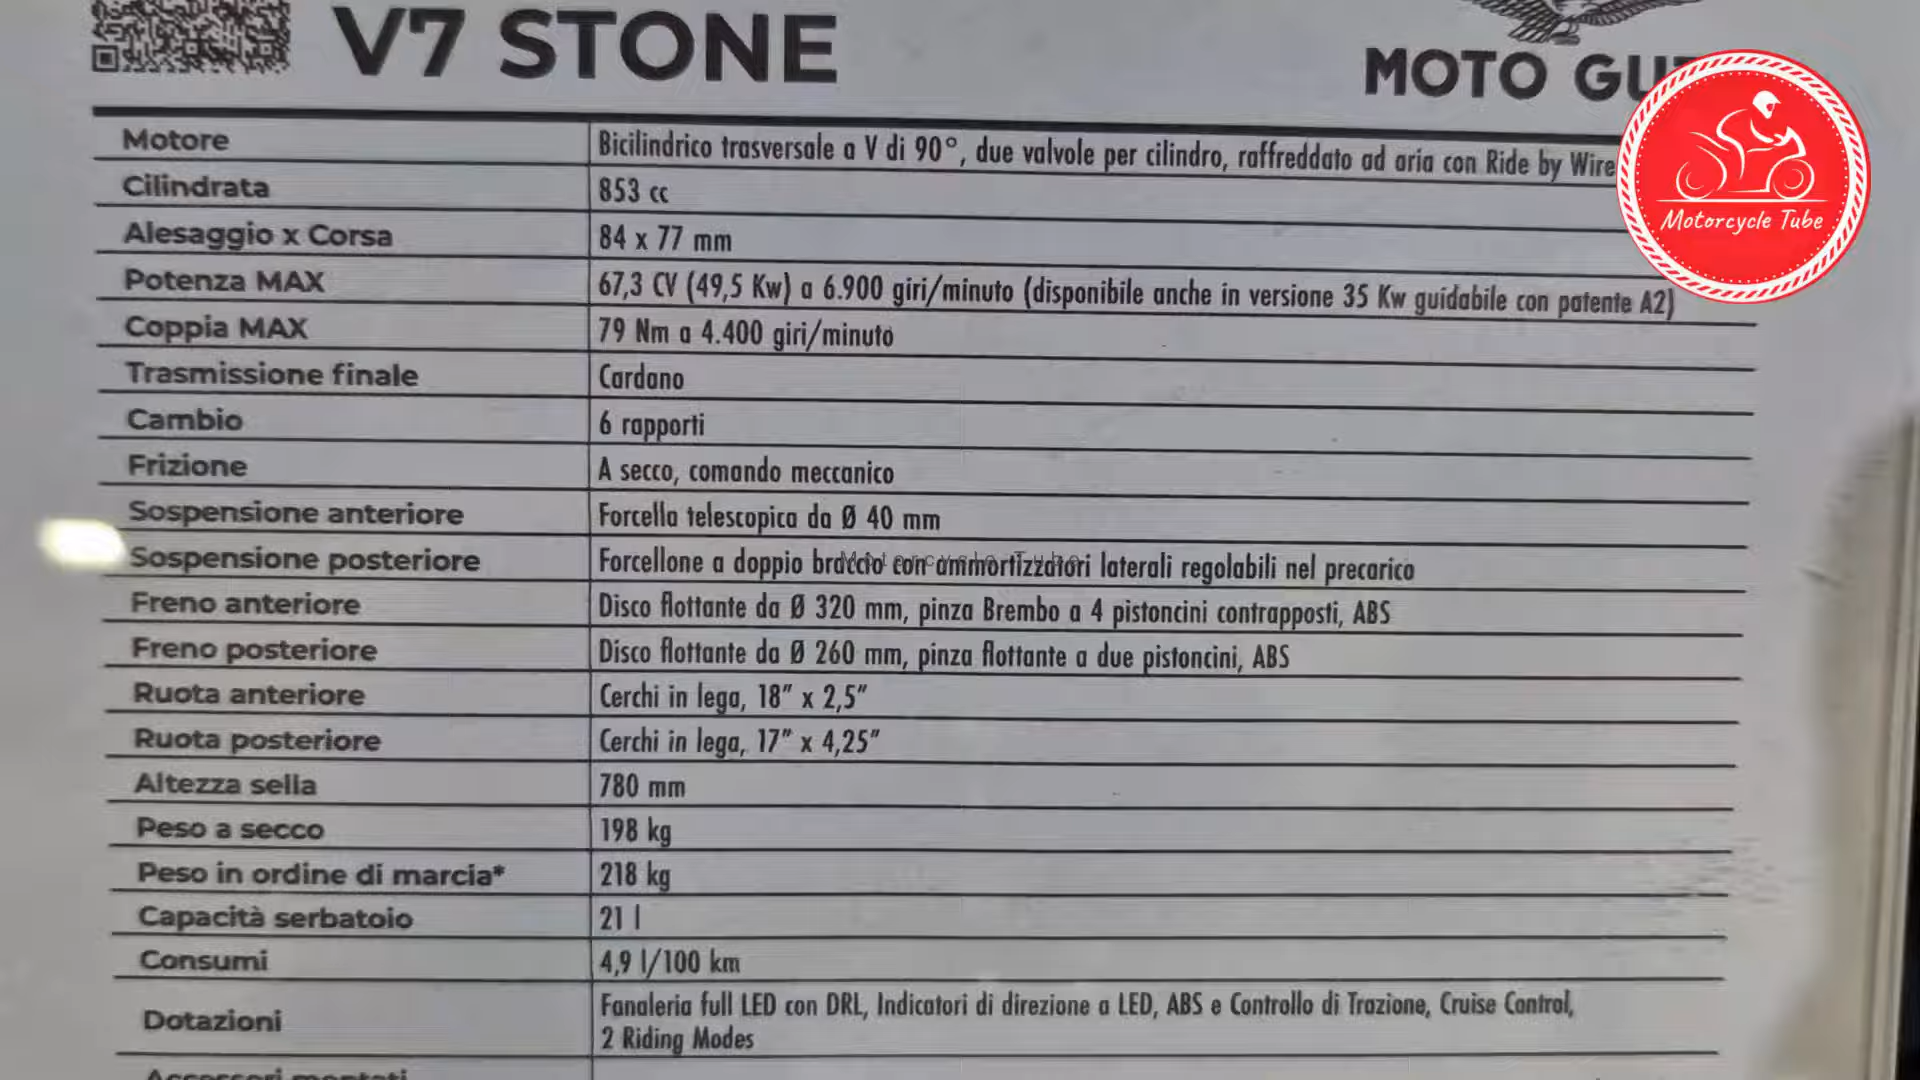 V7 STONE
MOTO GU
Motorcycle Tube
Motore Bicilindrico trasversale a V di 90°, due valvole per cilindro, raffreddato ad aria con Ride by Wire
Cilindrata 853 cc
Alesaggio x Corsa 84 x 77 mm
Potenza MAX 67,3 CV (49,5 Kw) a 6.900 giri/minuto (disponibile anche in versione 35 Kw guidabile con patente A2)
Coppia MAX 79 Nm a 4.400 giri/minuto
Trasmissione finale Cardano
Cambio 6 rapporti
Frizione A secco, comando meccanico
Sospensione anteriore Forcella telescopica da Ø 40 mm
Sospensione posteriore Forcellone a doppio braccio con ammortizzatori laterali regolabili nel precarico
Motorcycle Tube
Freno anteriore Disco flottante da Ø 320 mm, pinza Brembo a 4 pistoncini contrapposti, ABS
Freno posteriore Disco flottante da Ø 260 mm, pinza flottante a due pistoncini, ABS
Ruota anteriore Cerchi in lega, 18" x 2,5"
Ruota posteriore Cerchi in lega, 17" x 4,25"
Altezza sella 780 mm
Peso a secco 198 kg
Peso in ordine di marcia* 218 kg
Capacità serbatoio 21 l
Consumi 4,9 l/100 km
Dotazioni Fanaleria full LED con DRL, Indicatori di direzione a LED, ABS e Controllo di Trazione, Cruise Control,
2 Riding Modes
Accessori montati